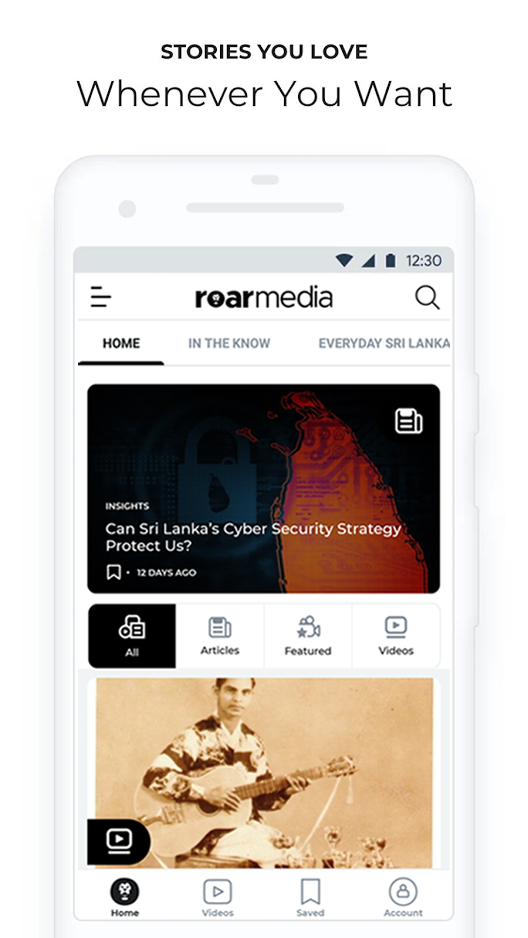 STORIES YOU LOVE
Whenever You Want
12:30
roarmedia
HOME IN THE KNOW EVERYDAY SRI LANKA
INSIGHTS
Can Sri Lanka's Cyber Security Strategy
Protect Us?
• 12 DAYS AGO
All Articles Featured Videos
Home Videos Saved Account